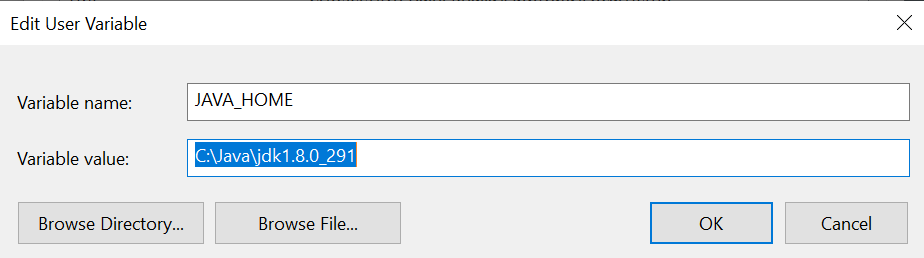 Edit User Variable
Variable name:
JAVA_HOME
Variable value:
C:\Java\jdk1.8.0_291
Browse Directory...
Browse File...
OK
Cancel